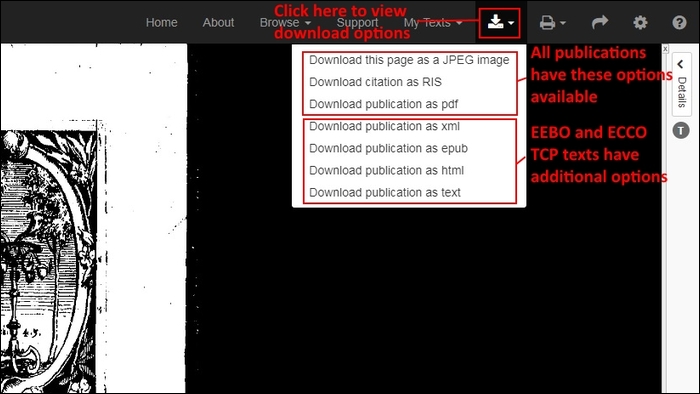 Click here to view
download options
Home About Browse Support My Texts
x
Download this page as a JPEG image
Download citation as RIS
Download publication as pdf
All publications
have these options
available
Details
T
Download publication as xml
Download publication as epub
Download publication as html
Download publication as text
EEBO and ECCO
TCP texts have
additional options